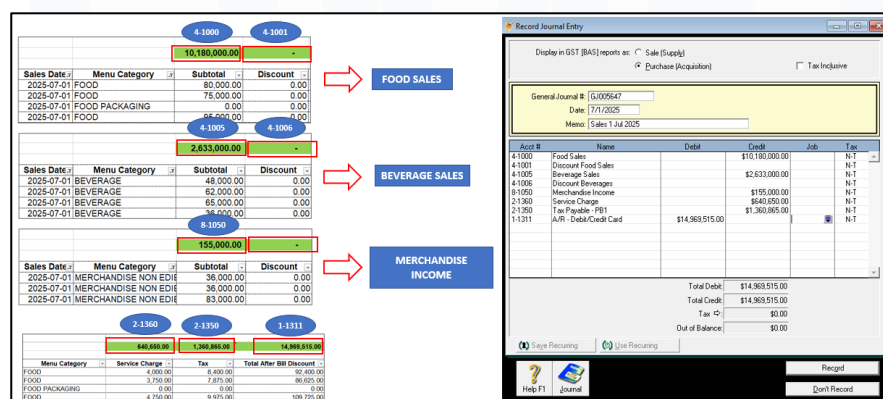 4-1000 4-1001
10,180,000.00 -
Sales Date Menu Category Subtotal Discount
2025-07-01 FOOD 80,000.00 0.00
2025-07-01 FOOD 75,000.00 0.00
2025-07-01 FOOD PACKAGING 0.00 0.00
2025-07-01 FOOD 95,000.00 0.00
FOOD SALES
4-1005 4-1006
2,633,000.00 -
Sales Date Menu Category Subtotal Discount
2025-07-01 BEVERAGE 48,000.00 0.00
2025-07-01 BEVERAGE 62,000.00 0.00
2025-07-01 BEVERAGE 65,000.00 0.00
2025-07-01 BEVERAGE 36,000.00 0.00
BEVERAGE SALES
8-1050
155,000.00 -
Sales Date Menu Category Subtotal Discount
2025-07-01 MERCHANDISE NON EDIE 36,000.00 0.00
2025-07-01 MERCHANDISE NON EDIE 36,000.00 0.00
2025-07-01 MERCHANDISE NON EDIE 83,000.00 0.00
MERCHANDISE
INCOME
2-1360 2-1350 1-1311
640,650.00 1,360,865.00 14,969,515.00
Menu Category Service Charge Tax Total After Bill Discount
FOOD 4,000.00 8,400.00 92,400.00
FOOD 3,750.00 7,875.00 86,625.00
FOOD PACKAGING 0.00 0.00 0.00
FOOD 4,750.00 9,975.00 109,725.00
Record Journal Entry
Display in GST [BAS] reports as: Sale (Supply)
Purchase (Acquisition) Tax Inclusive
General Journal #: GJ005647
Date: 7/1/2025
Memo: Sales 1 Jul 2025
Acct # Name Debit Credit Job Tax
4-1000 Food Sales $10,180,000.00 N-T
4-1001 Discount Food Sales N-T
4-1005 Beverage Sales $2,633,000.00 N-T
4-1006 Discount Beverages N-T
8-1050 Merchandise Income $155,000.00 N-T
2-1360 Service Charge $640,650.00 N-T
2-1350 Tax Payable - PB1 $1,360,865.00 N-T
1-1311 A/R - Debit/Credit Card $14,969,515.00 N-T
Total Debit: $14,969,515.00
Total Credit: $14,969,515.00
Tax ⇨: $0.00
Out of Balance: $0.00
Save Recurring Use Recurring
Help F1 Journal
Record
Don't Record